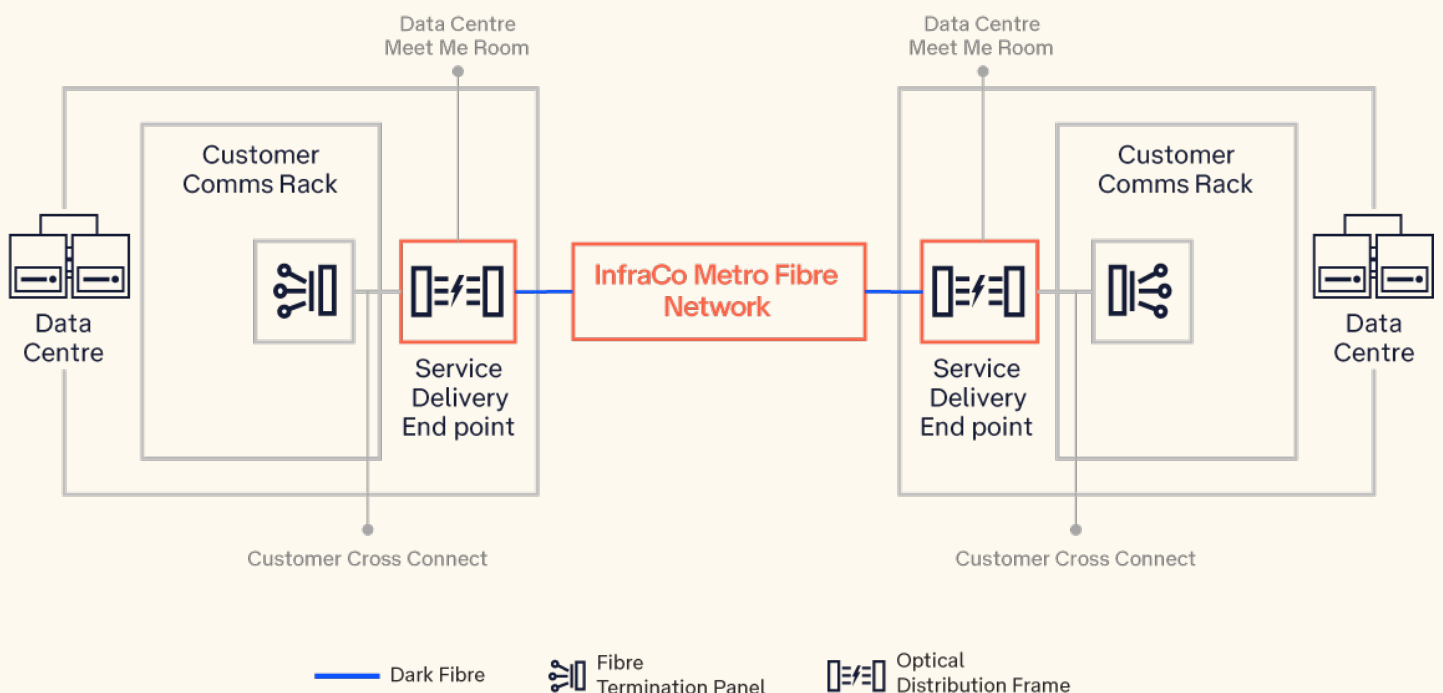 Data Centre
Meet Me Room
Data Centre
Meet Me Room
Customer
Comms Rack
Customer
Comms Rack
InfraCo Metro Fibre
Network
Data
Centre
Service
Delivery
End point
Service
Delivery
End point
Data
Centre
Customer Cross Connect
Customer Cross Connect
Dark Fibre
Fibre
Termination Panel
Optical
Distribution Frame